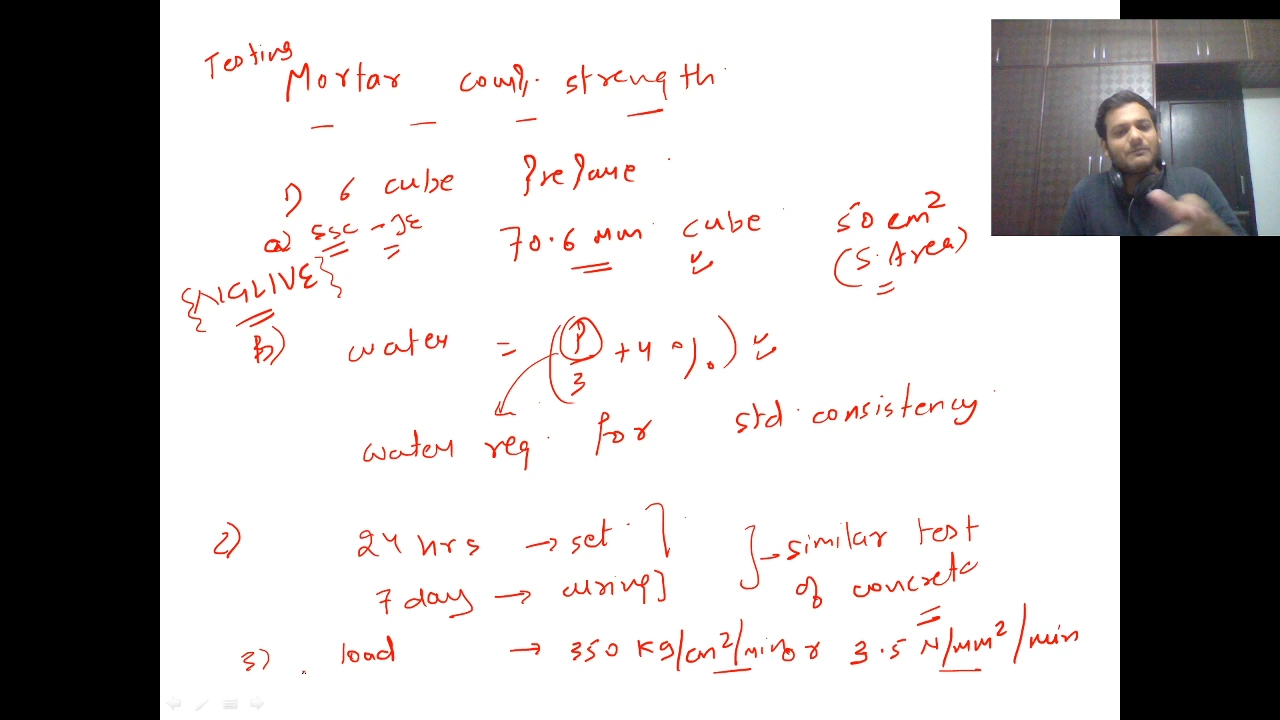 Testing
Mortar comp. strength
1) 6 cube prepare
a) SSC - JE 70.6 mm cube 50 cm²
(S. Area)
{NGLIVE}
b) water = (P/3 + 4 %)
water req. for std. consistency
2) 24 hrs → set } } → similar test
7 day → curing] of concrete
3) load → 350 kg/cm²/min or 3.5 N/mm²/min